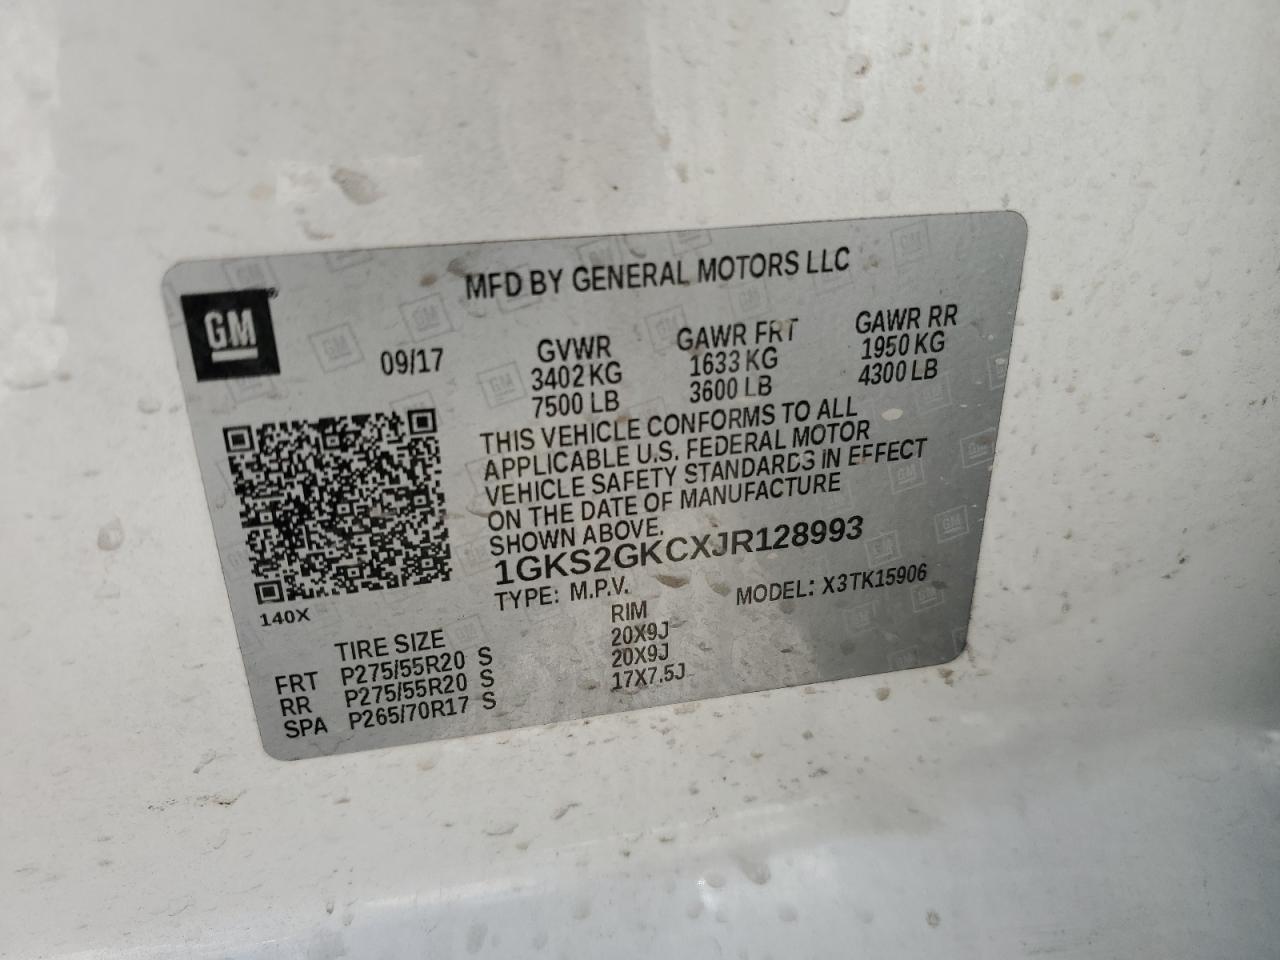 MFD BY GENERAL MOTORS LLC
GM
09/17
GVWR GAWR FRT GAWR RR
3402 KG 1633 KG 1950 KG
7500 LB 3600 LB 4300 LB
THIS VEHICLE CONFORMS TO ALL
APPLICABLE U.S. FEDERAL MOTOR
VEHICLE SAFETY STANDARDS IN EFFECT
ON THE DATE OF MANUFACTURE
SHOWN ABOVE.
1GKS2GKCXJR128993
TYPE: M.P.V. MODEL: X3TK15906
140X
TIRE SIZE RIM
FRT P275/55R20 S 20X9J
RR P275/55R20 S 20X9J
SPA P265/70R17 S 17X7.5J